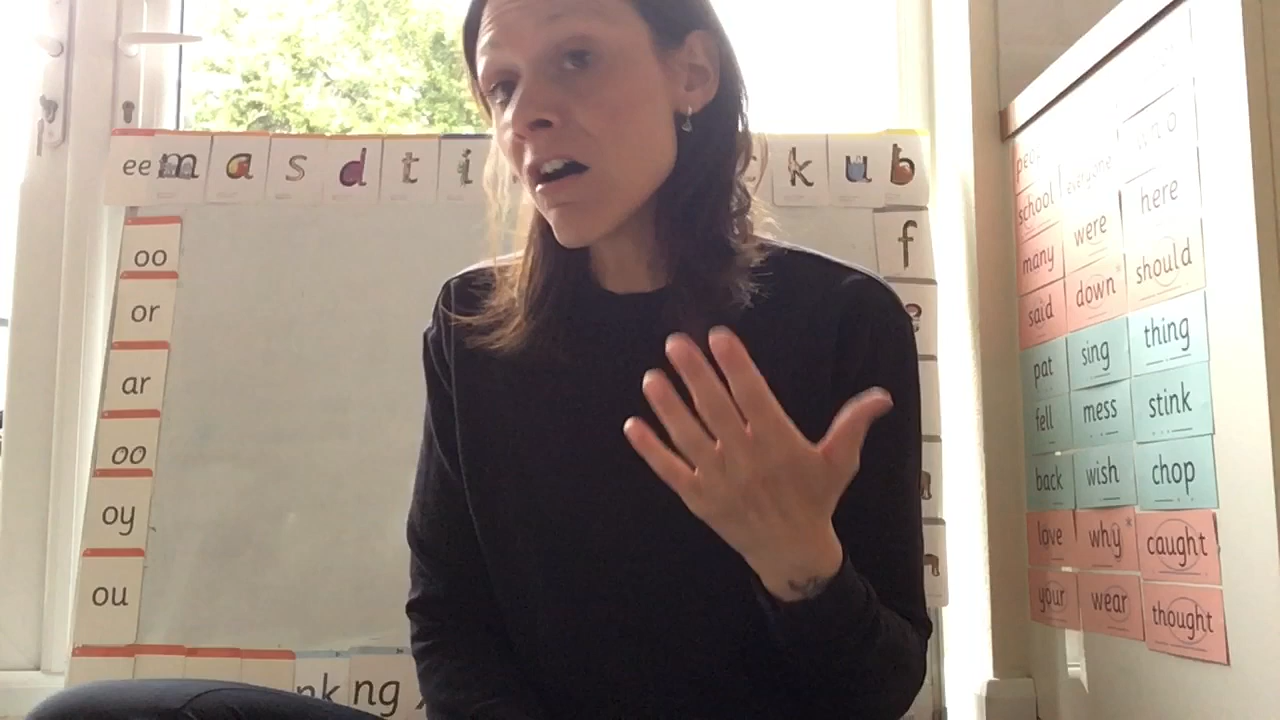 ee m a s d t i
k u b
f
oo
or
ar
oo
oy
ou
nk ng
everyone
school were here
many down* should
said
pat sing thing
fell mess stink
back wish chop
love why* caught
your wear thought